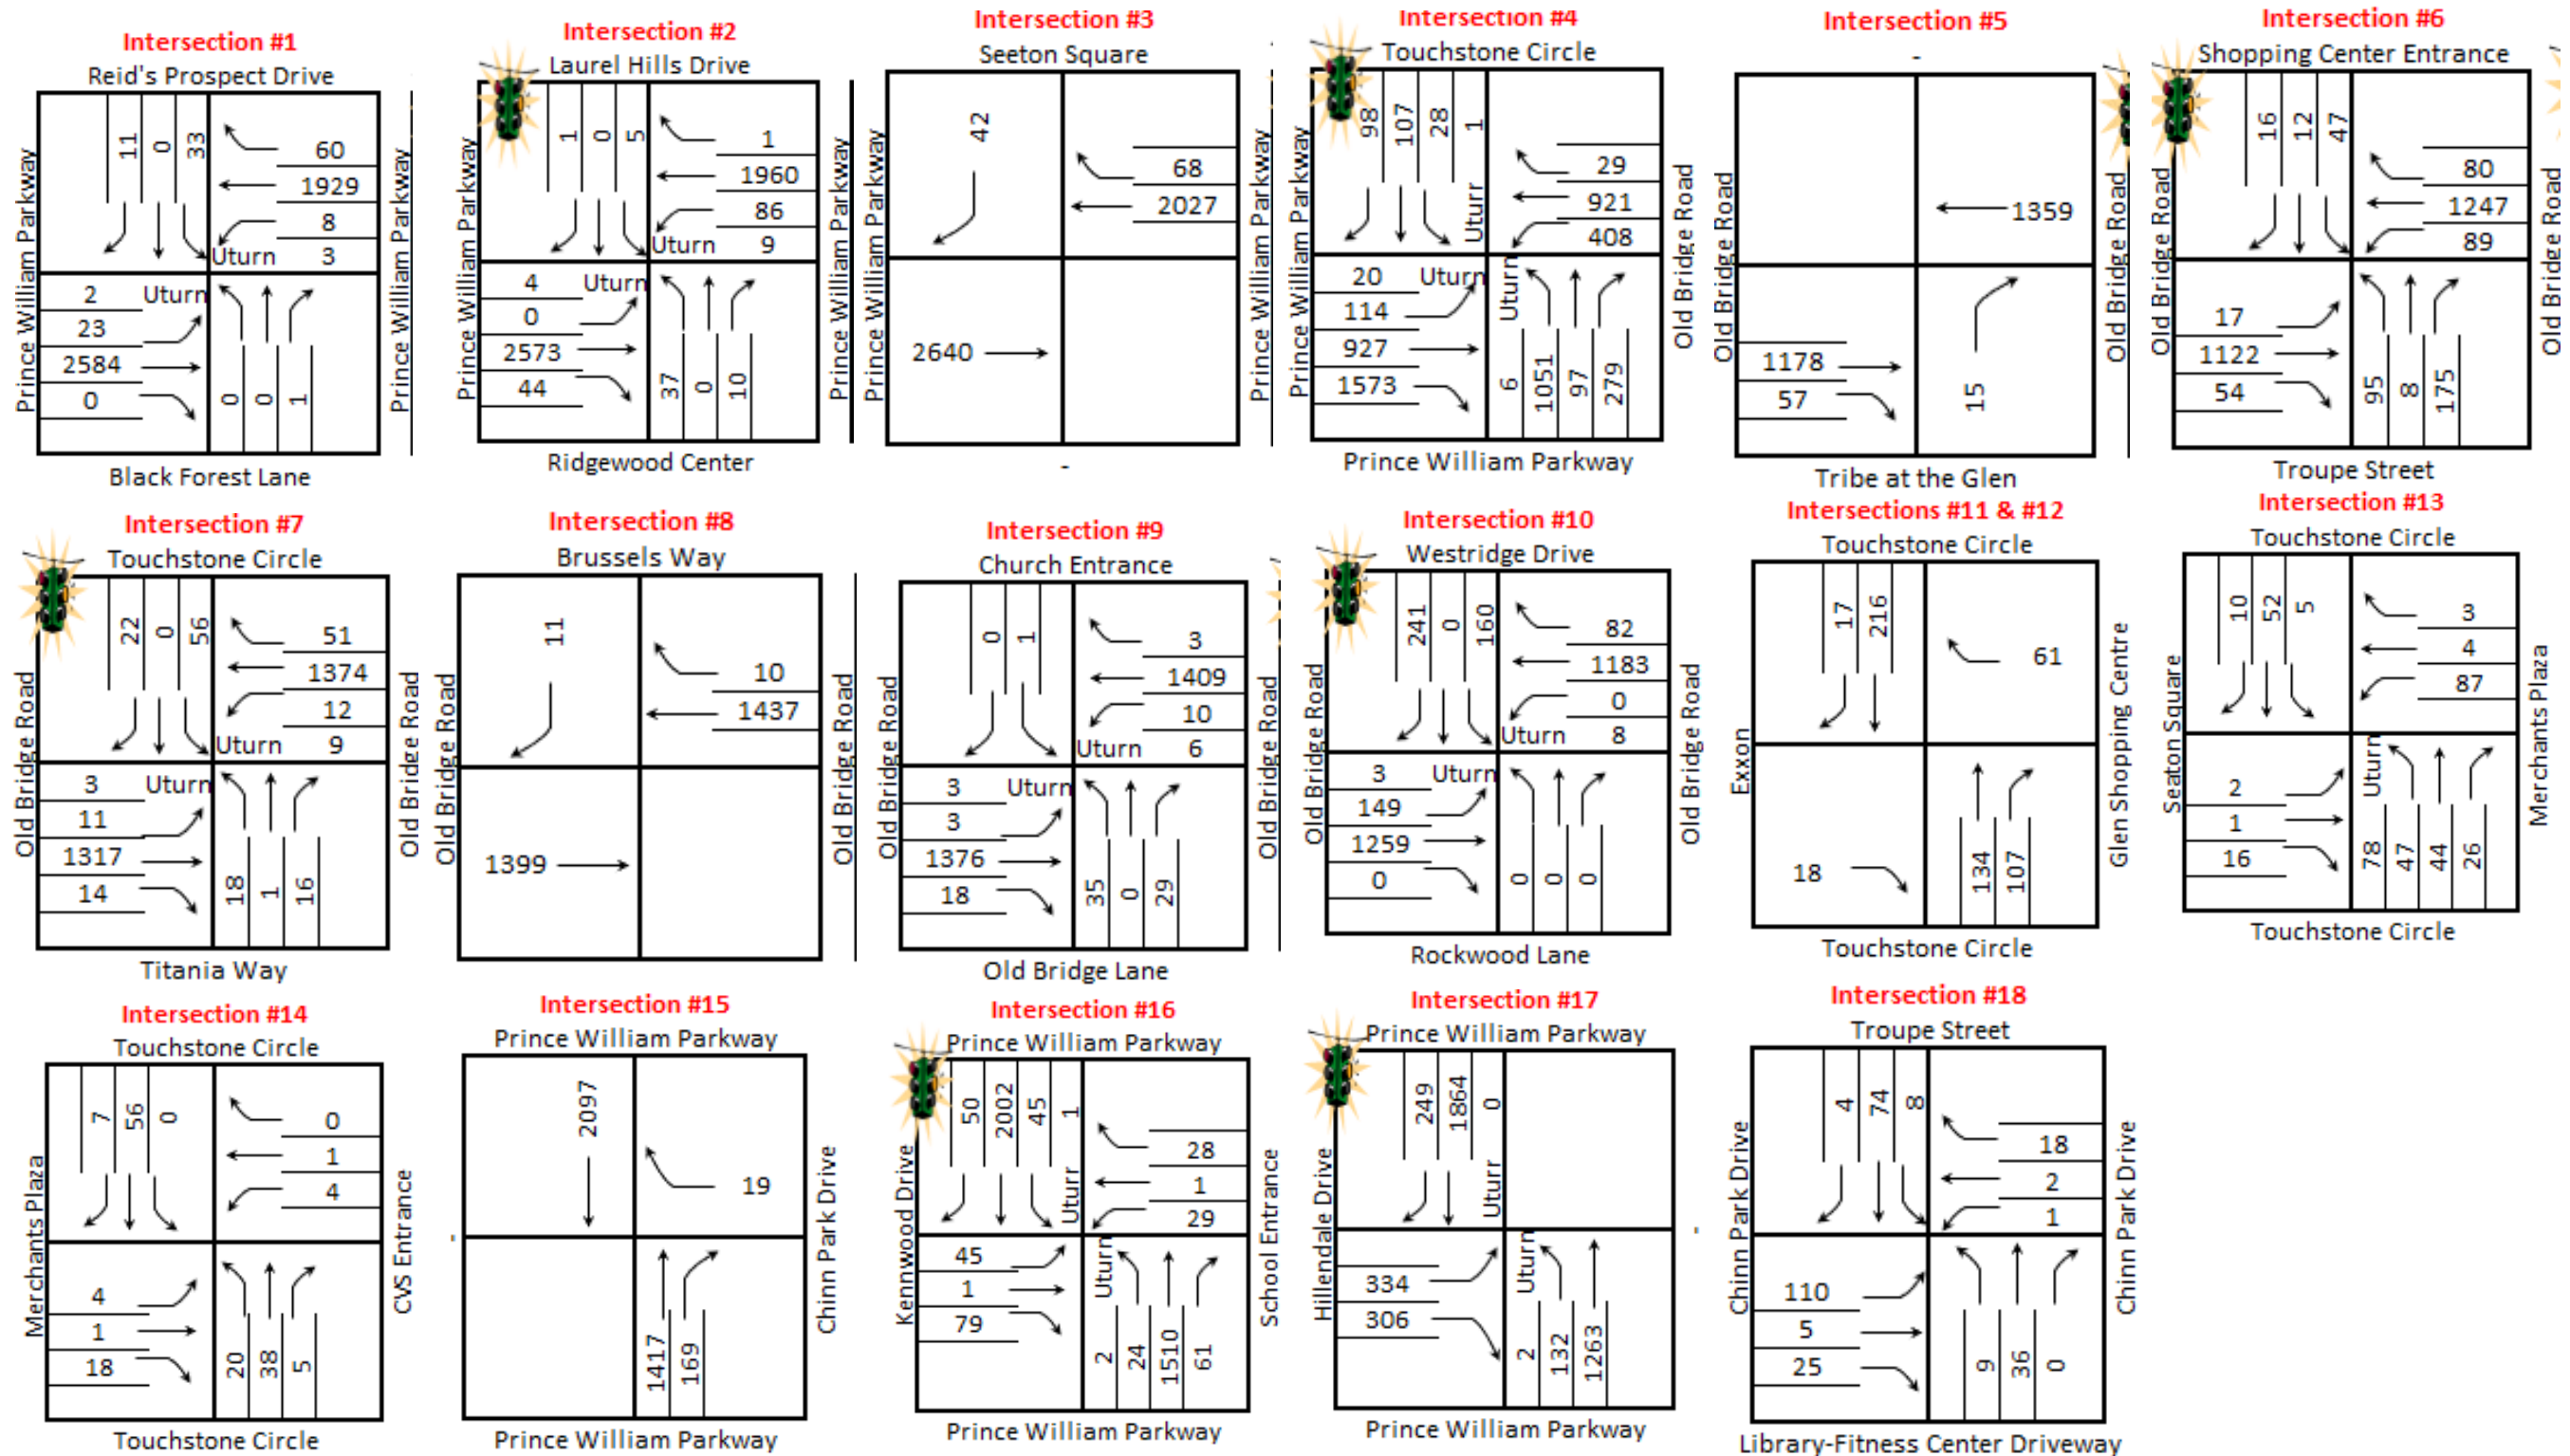 Intersection #1
Reid's Prospect Drive
Prince William Parkway
11
0
33
60
1929
8
Uturn 3
2 Uturn
23
2584
0
0
0
1
Prince William Parkway
Black Forest Lane
Intersection #2
Laurel Hills Drive
Prince William Parkway
1
0
5
1
1960
86
Uturn 9
4 Uturn
0
2573
44
37
0
10
Prince William Parkway
Ridgewood Center
Intersection #3
Seeton Square
Prince William Parkway
42
68
2027
2640
Prince William Parkway
-
Intersection #4
Touchstone Circle
Prince William Parkway
98
107
28
1
Uturr
29
921
408
20 Uturn
114
927
1573
Uturn
6
1051
97
279
Old Bridge Road
Prince William Parkway
Intersection #5
-
Old Bridge Road
1359
1178
57
15
Old Bridge Road
Tribe at the Glen
Intersection #6
Shopping Center Entrance
Old Bridge Road
16
12
47
80
1247
89
17
1122
54
95
8
175
Old Bridge Road
Troupe Street
Intersection #7
Touchstone Circle
Old Bridge Road
22
0
56
51
1374
12
Uturn 9
3 Uturn
11
1317
14
18
1
16
Old Bridge Road
Titania Way
Intersection #8
Brussels Way
Old Bridge Road
11
10
1437
1399
Old Bridge Road
Intersection #9
Church Entrance
Old Bridge Road
0
1
3
1409
10
Uturn 6
3 Uturn
3
1376
18
35
0
29
Old Bridge Road
Old Bridge Lane
Intersection #10
Westridge Drive
Old Bridge Road
241
0
160
82
1183
0
Uturn 8
3 Uturn
149
1259
0
0
0
0
Old Bridge Road
Rockwood Lane
Intersections #11 & #12
Touchstone Circle
Exxon
17
216
61
18
134
107
Glen Shopping Centre
Touchstone Circle
Intersection #13
Touchstone Circle
Seaton Square
10
52
5
3
4
87
2
1
16
Uturn
78
47
44
26
Merchants Plaza
Touchstone Circle
Intersection #14
Touchstone Circle
Merchants Plaza
7
56
0
0
1
4
4
1
18
20
38
5
CVS Entrance
Touchstone Circle
Intersection #15
Prince William Parkway
-
2097
19
1417
169
Chinn Park Drive
Prince William Parkway
Intersection #16
Prince William Parkway
Kennwood Drive
50
2002
45
1
Uturr
28
1
29
45
1
79
Uturn
2
24
1510
61
School Entrance
Prince William Parkway
Intersection #17
Prince William Parkway
Hillendale Drive
249
1864
0
Uturr
334
306
Uturn
2
132
1263
-
Prince William Parkway
Intersection #18
Troupe Street
Chinn Park Drive
4
74
8
18
2
1
110
5
25
9
36
0
Chinn Park Drive
Library-Fitness Center Driveway